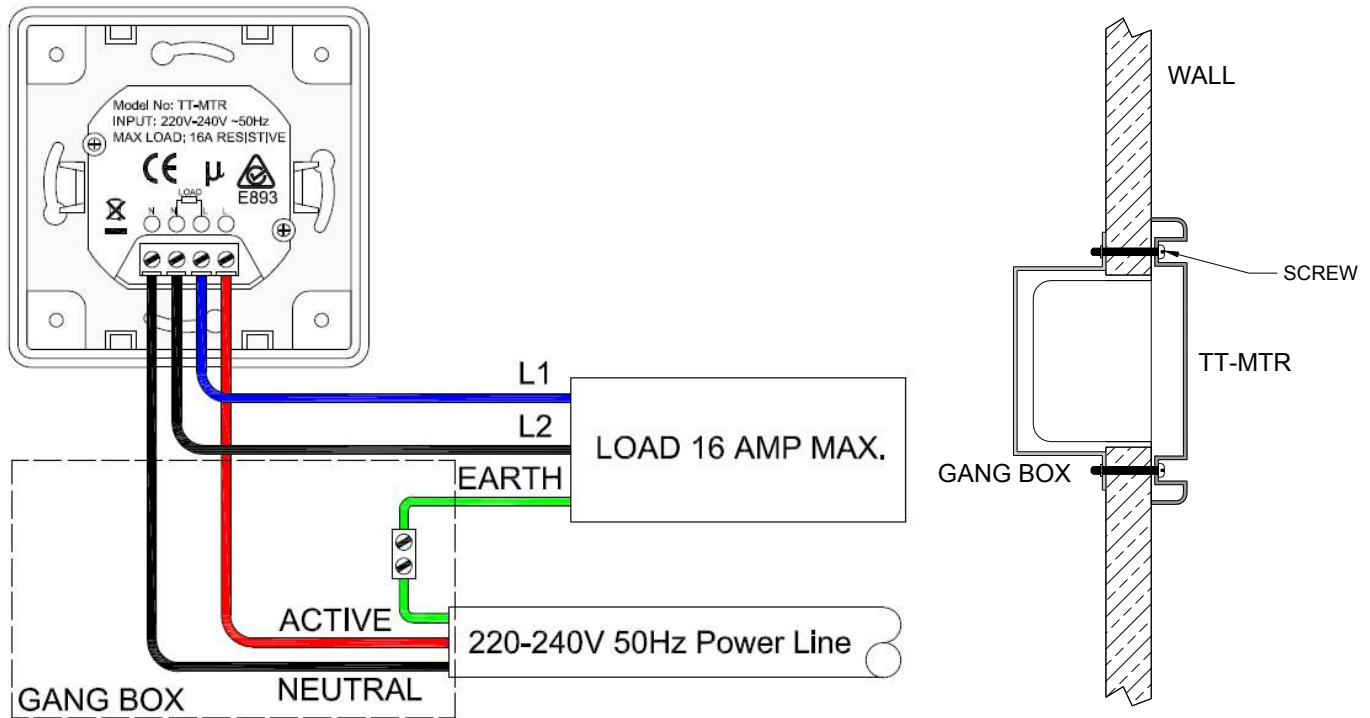 Model No: TT-MTR
INPUT: 220V-240V ~50Hz
MAX LOAD; 16A RESISTIVE
CE μ
E893
LOAD
N N L L
L1
L2
EARTH
LOAD 16 AMP MAX.
ACTIVE
NEUTRAL
220-240V 50Hz Power Line
GANG BOX
WALL
SCREW
TT-MTR
GANG BOX